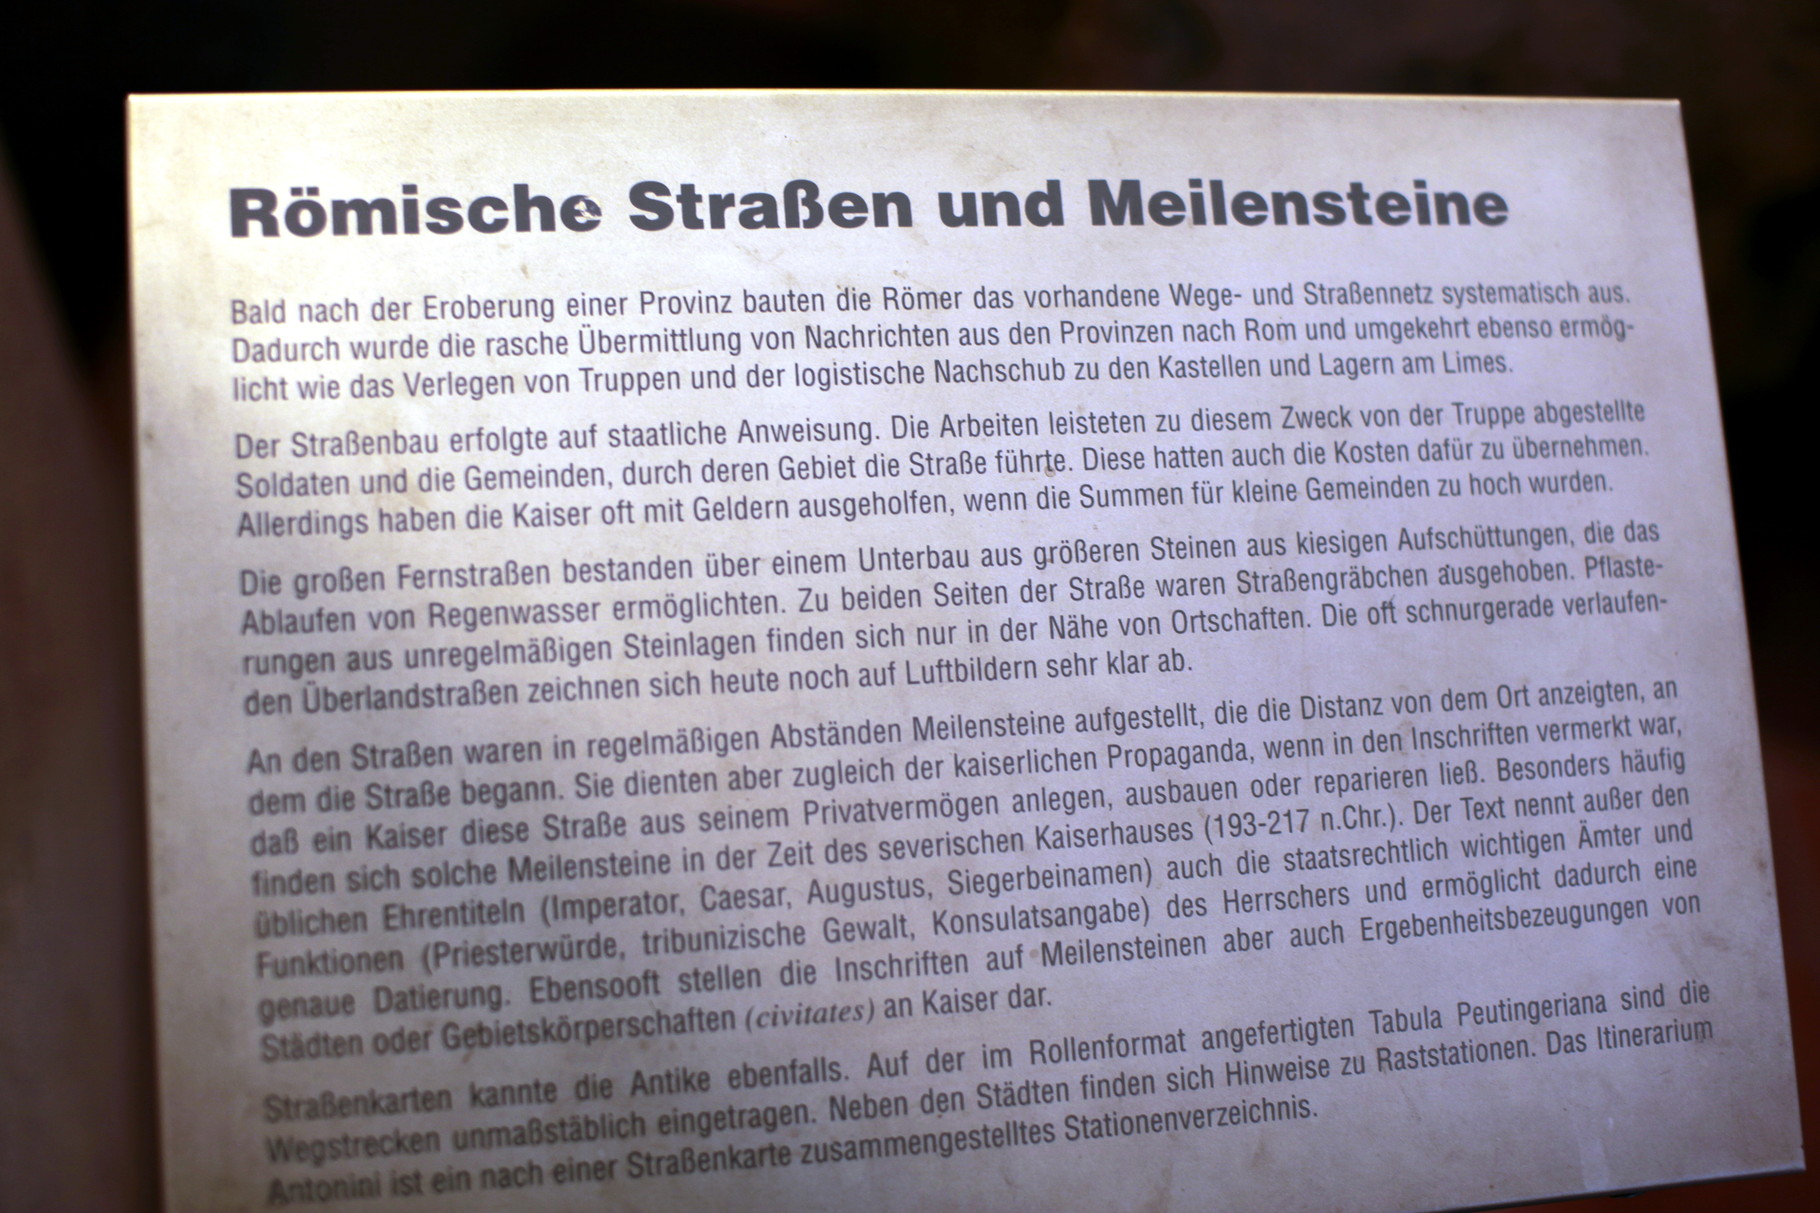 Römische Straßen und Meilensteine
Bald nach der Eroberung einer Provinz bauten die Römer das vorhandene Wege- und Straßennetz systematisch aus.
Dadurch wurde die rasche Übermittlung von Nachrichten aus den Provinzen nach Rom und umgekehrt ebenso ermög-
licht wie das Verlegen von Truppen und der logistische Nachschub zu den Kastellen und Lagern am Limes.
Der Straßenbau erfolgte auf staatliche Anweisung. Die Arbeiten leisteten zu diesem Zweck von der Truppe abgestellte
Soldaten und die Gemeinden, durch deren Gebiet die Straße führte. Diese hatten auch die Kosten dafür zu übernehmen.
Allerdings haben die Kaiser oft mit Geldern ausgeholfen, wenn die Summen für kleine Gemeinden zu hoch wurden.
Die großen Fernstraßen bestanden über einem Unterbau aus größeren Steinen aus kiesigen Aufschüttungen, die das
Ablaufen von Regenwasser ermöglichten. Zu beiden Seiten der Straße waren Straßengräbchen ausgehoben. Pflaste-
rungen aus unregelmäßigen Steinlagen finden sich nur in der Nähe von Ortschaften. Die oft schnurgerade verlaufen-
den Überlandstraßen zeichnen sich heute noch auf Luftbildern sehr klar ab.
An den Straßen waren in regelmäßigen Abständen Meilensteine aufgestellt, die die Distanz von dem Ort anzeigten, an
dem die Straße begann. Sie dienten aber zugleich der kaiserlichen Propaganda, wenn in den Inschriften vermerkt war,
daß ein Kaiser diese Straße aus seinem Privatvermögen anlegen, ausbauen oder reparieren ließ. Besonders häufig
finden sich solche Meilensteine in der Zeit des severischen Kaiserhauses (193-217 n.Chr.). Der Text nennt außer den
üblichen Ehrentiteln (Imperator, Caesar, Augustus, Siegerbeinamen) auch die staatsrechtlich wichtigen Ämter und
Funktionen (Priesterwürde, tribunizische Gewalt, Konsulatsangabe) des Herrschers und ermöglicht dadurch eine
genaue Datierung. Ebensooft stellen die Inschriften auf Meilensteinen aber auch Ergebenheitsbezeugungen von
Städten oder Gebietskörperschaften (civitates) an Kaiser dar.
Straßenkarten kannte die Antike ebenfalls. Auf der im Rollenformat angefertigten Tabula Peutingeriana sind die
Wegstrecken unmaßstäblich eingetragen. Neben den Städten finden sich Hinweise zu Raststationen. Das Itinerarium
Antonini ist ein nach einer Straßenkarte zusammengestelltes Stationenverzeichnis.